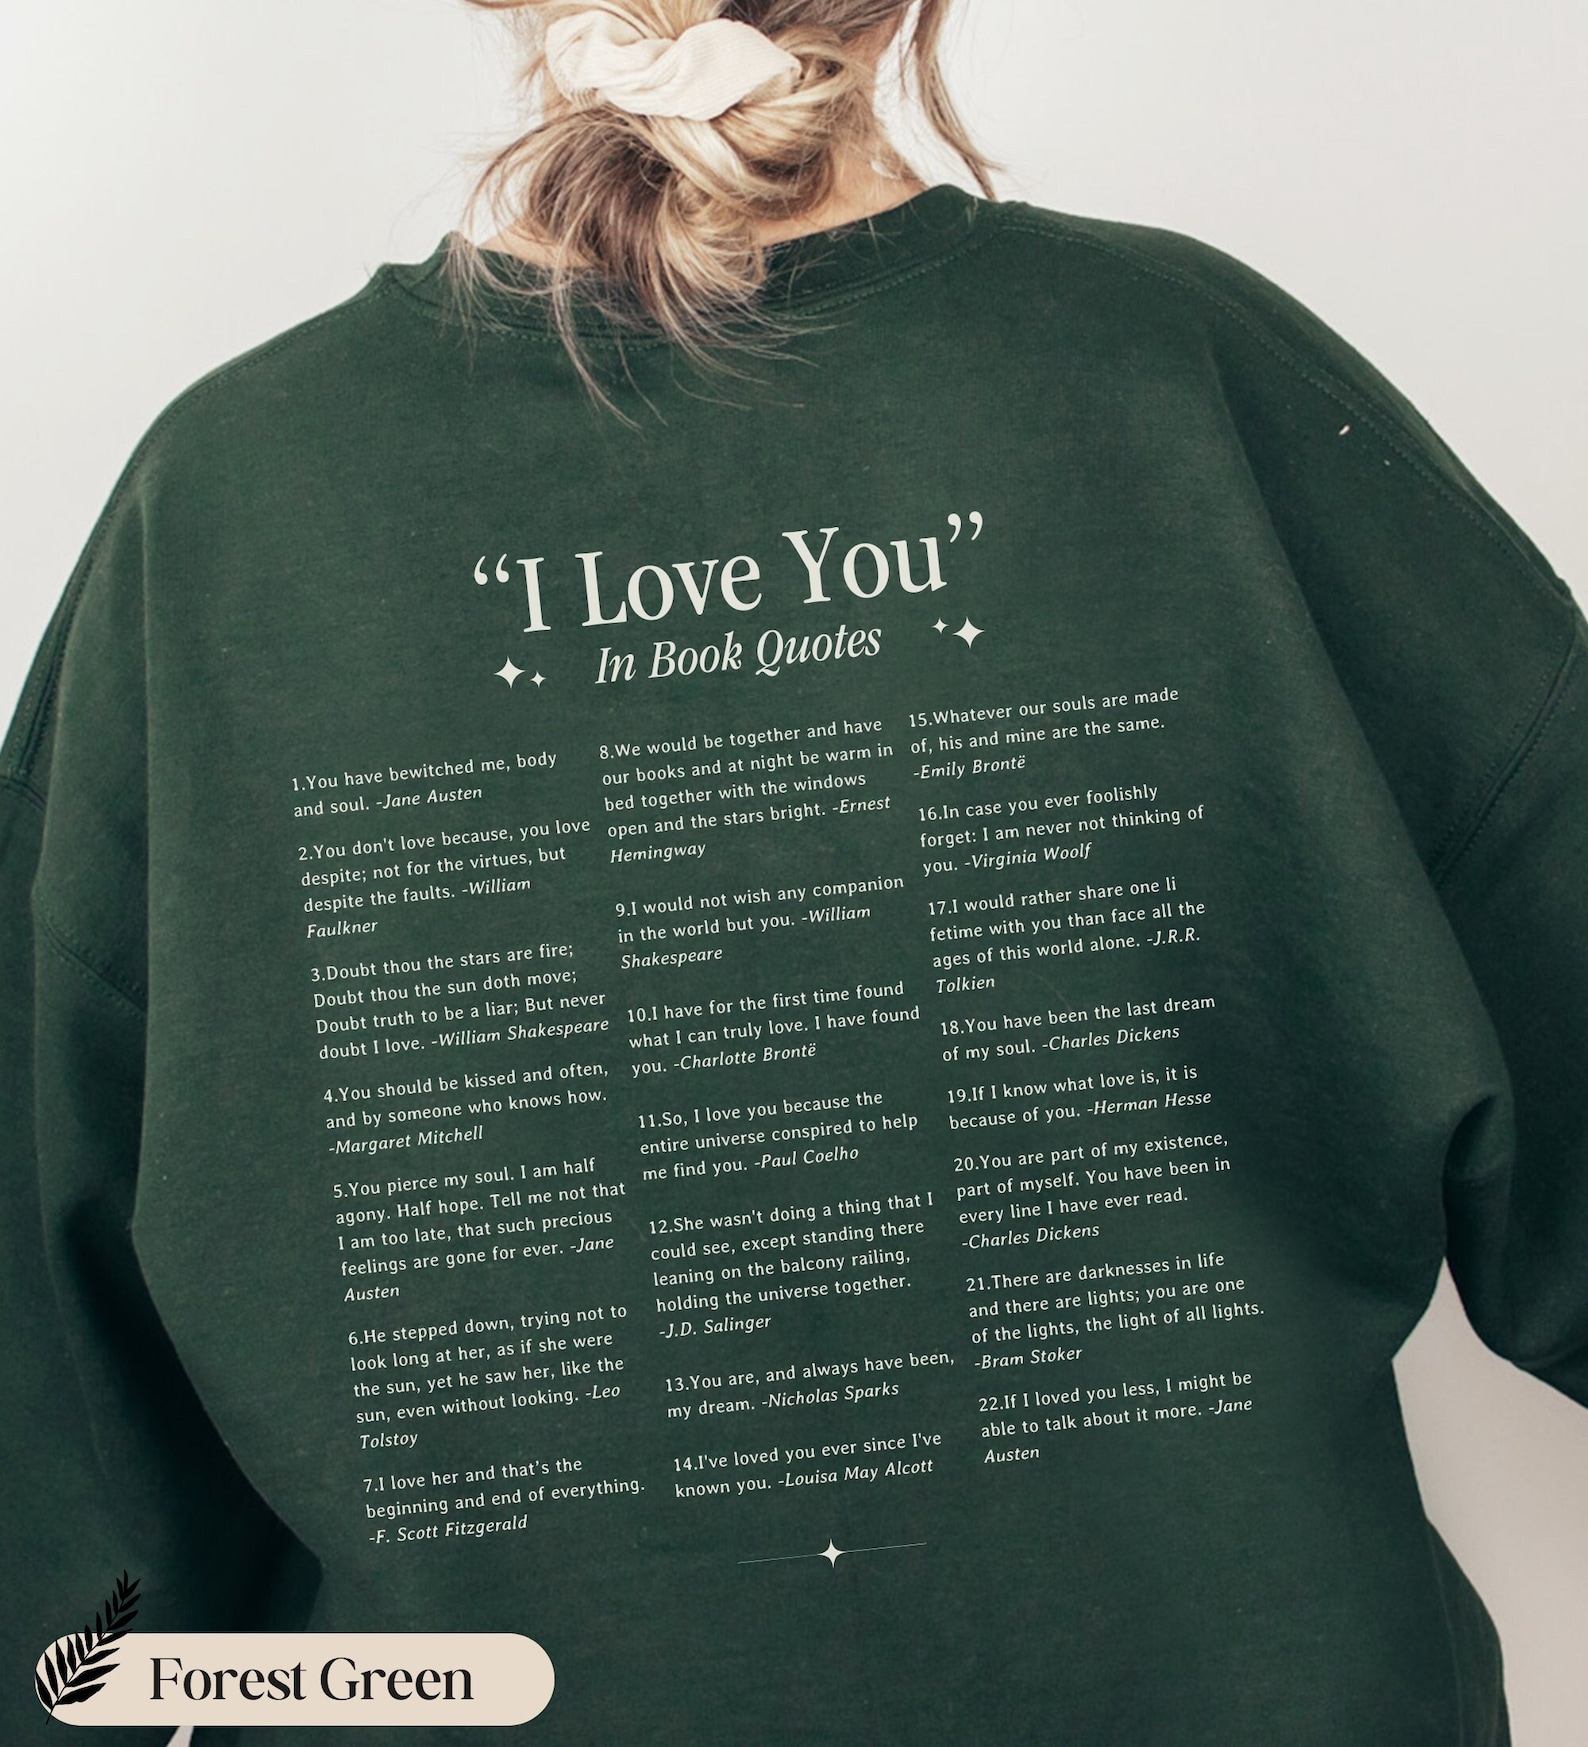 “I Love You”
In Book Quotes
1.You have bewitched me, body
and soul. -Jane Austen
2.You don't love because, you love
despite; not for the virtues, but
despite the faults. -William
Faulkner
3.Doubt thou the stars are fire;
Doubt thou the sun doth move;
Doubt truth to be a liar; But never
doubt I love. -William Shakespeare
4.You should be kissed and often,
and by someone who knows how.
-Margaret Mitchell
5.You pierce my soul. I am half
agony. Half hope. Tell me not that
I am too late, that such precious
feelings are gone for ever. -Jane
Austen
6.He stepped down, trying not to
look long at her, as if she were
the sun, yet he saw her, like the
sun, even without looking. -Leo
Tolstoy
7.I love her and that’s the
beginning and end of everything.
-F. Scott Fitzgerald
8.We would be together and have
our books and at night be warm in
bed together with the windows
open and the stars bright. -Ernest
Hemingway
9.I would not wish any companion
in the world but you. -William
Shakespeare
10.I have for the first time found
what I can truly love. I have found
you. -Charlotte Brontë
11.So, I love you because the
entire universe conspired to help
me find you. -Paul Coelho
12.She wasn't doing a thing that I
could see, except standing there
leaning on the balcony railing,
holding the universe together.
-J.D. Salinger
13.You are, and always have been,
my dream. -Nicholas Sparks
14.I've loved you ever since I've
known you. -Louisa May Alcott
15.Whatever our souls are made
of, his and mine are the same.
-Emily Brontë
16.In case you ever foolishly
forget: I am never not thinking of
you. -Virginia Woolf
17.I would rather share one li
fetime with you than face all the
ages of this world alone. -J.R.R.
Tolkien
18.You have been the last dream
of my soul. -Charles Dickens
19.If I know what love is, it is
because of you. -Herman Hesse
20.You are part of my existence,
part of myself. You have been in
every line I have ever read.
-Charles Dickens
21.There are darknesses in life
and there are lights; you are one
of the lights, the light of all lights.
-Bram Stoker
22.If I loved you less, I might be
able to talk about it more. -Jane
Austen
Forest Green